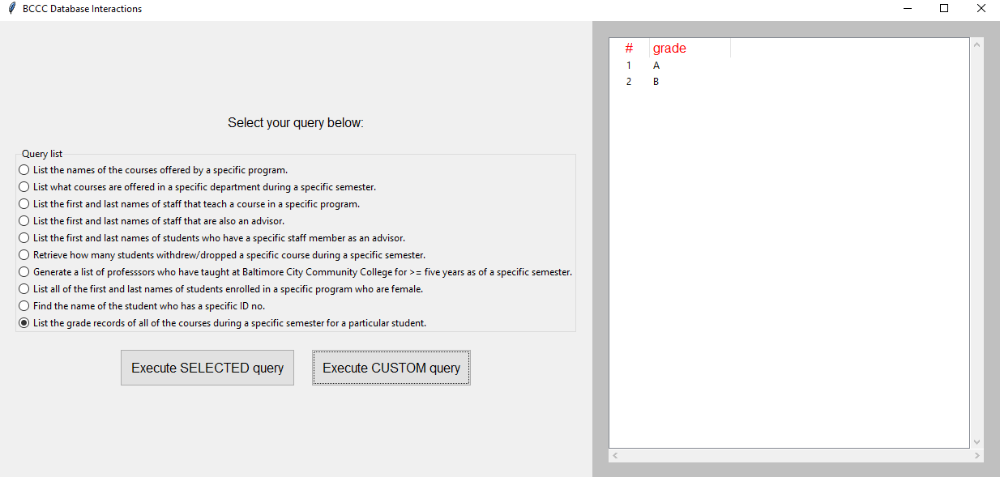 BCCC Database Interactions
Select your query below:
Query list
List the names of the courses offered by a specific program.
List what courses are offered in a specific department during a specific semester.
List the first and last names of staff that teach a course in a specific program.
List the first and last names of staff that are also an advisor.
List the first and last names of students who have a specific staff member as an advisor.
Retrieve how many students withdrew/dropped a specific course during a specific semester.
Generate a list of professsors who have taught at Baltimore City Community College for >= five years as of a specific semester.
List all of the first and last names of students enrolled in a specific program who are female.
Find the name of the student who has a specific ID no.
List the grade records of all of the courses during a specific semester for a particular student.
Execute SELECTED query Execute CUSTOM query
# grade
1 A
2 B